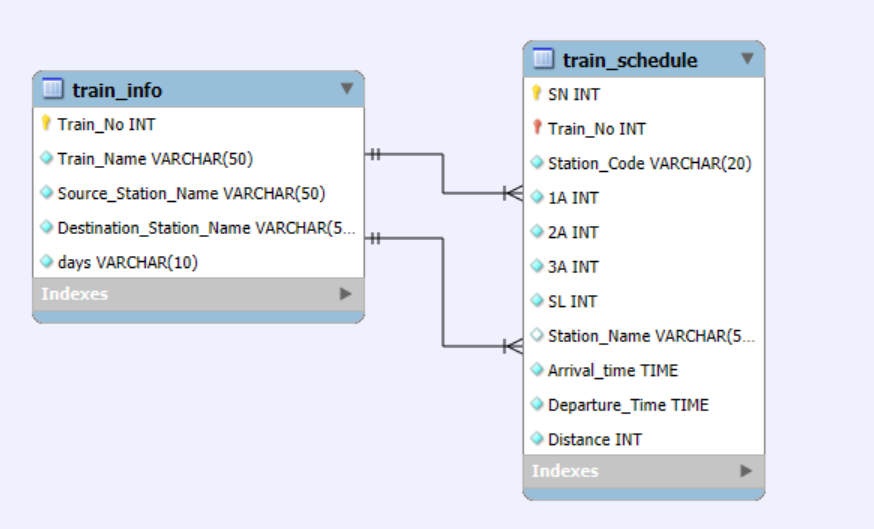 train_info
Train_No INT
Train_Name VARCHAR(50)
Source_Station_Name VARCHAR(50)
Destination_Station_Name VARCHAR(5...
days VARCHAR(10)
Indexes
train_schedule
SN INT
Train_No INT
Station_Code VARCHAR(20)
1A INT
2A INT
3A INT
SL INT
Station_Name VARCHAR(5...
Arrival_time TIME
Departure_Time TIME
Distance INT
Indexes